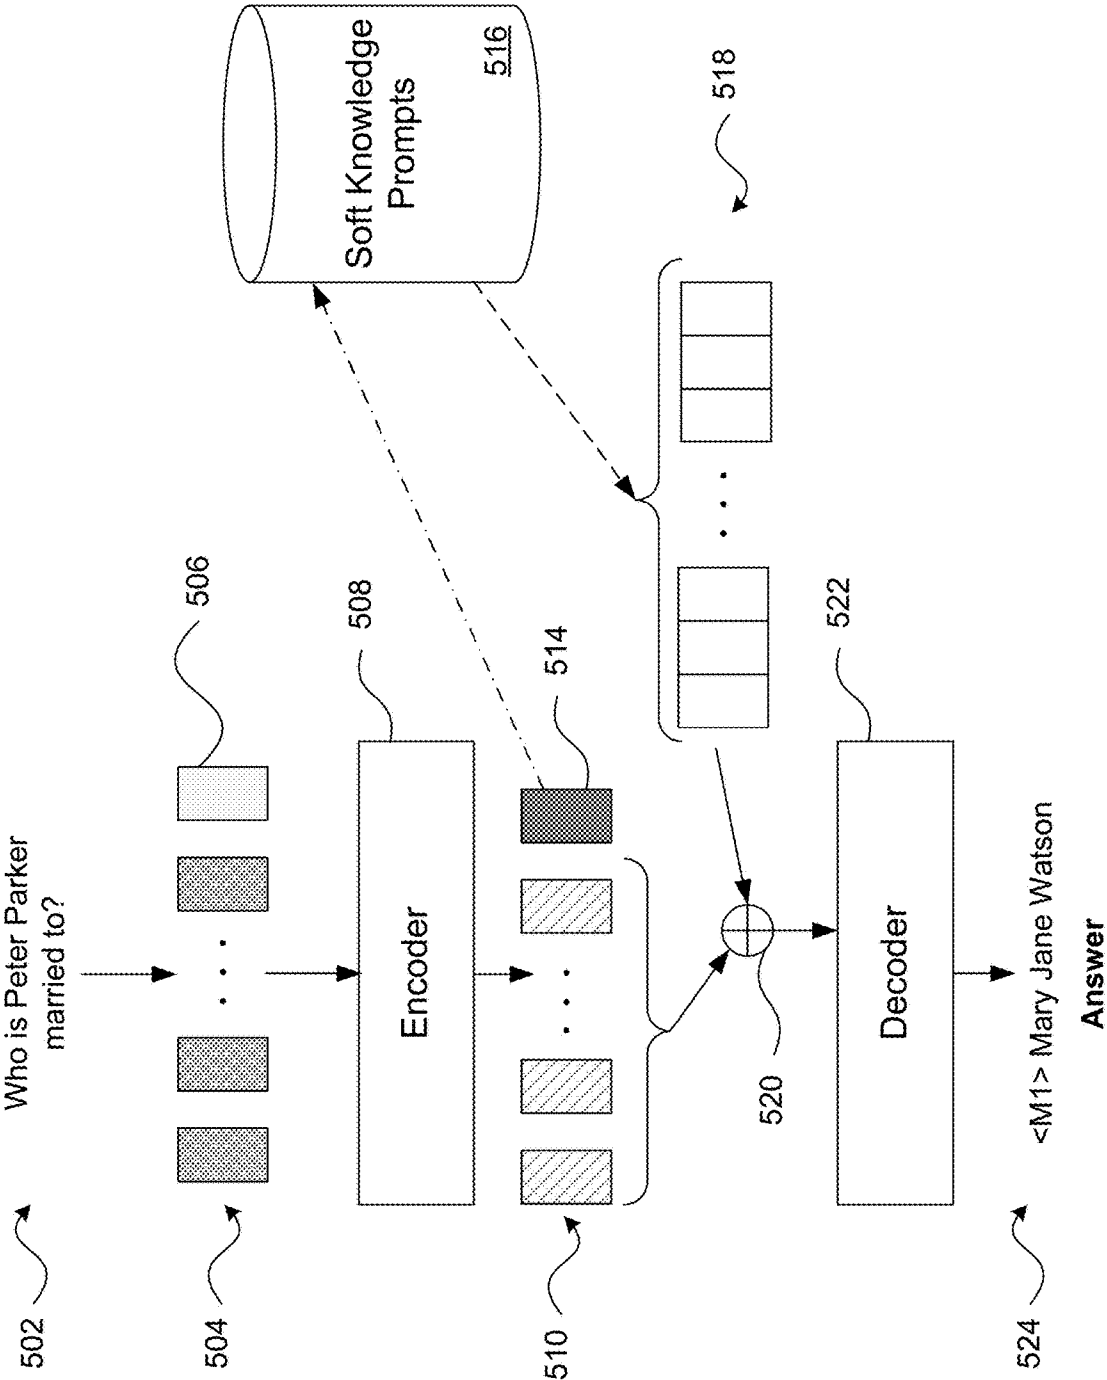 502
Who is Peter Parker
married to?
504
506
508
Encoder
510
514
Soft Knowledge
Prompts
516
518
520
522
Decoder
524
<M1> Mary Jane Watson
Answer